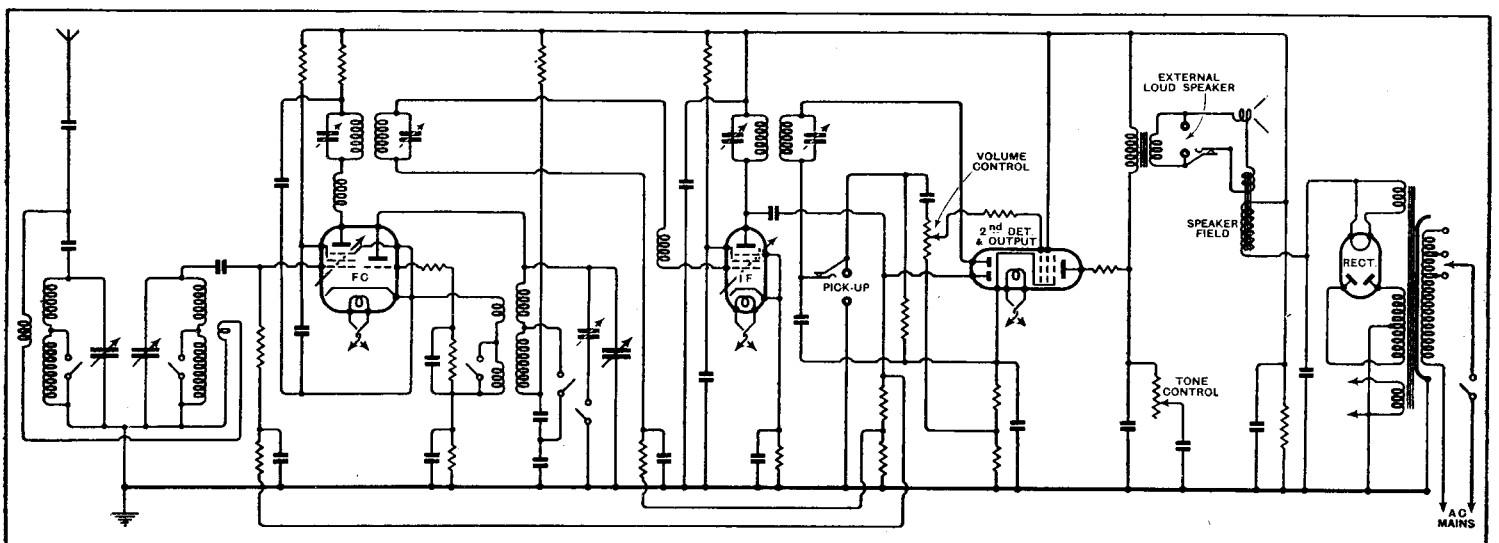 EXTERNAL
LOUD SPEAKER
VOLUME
CONTROL
2nd DET.
& OUTPUT
SPEAKER
FIELD
FC
IF
PICK-UP
RECT.
TONE
CONTROL
AC
MAINS